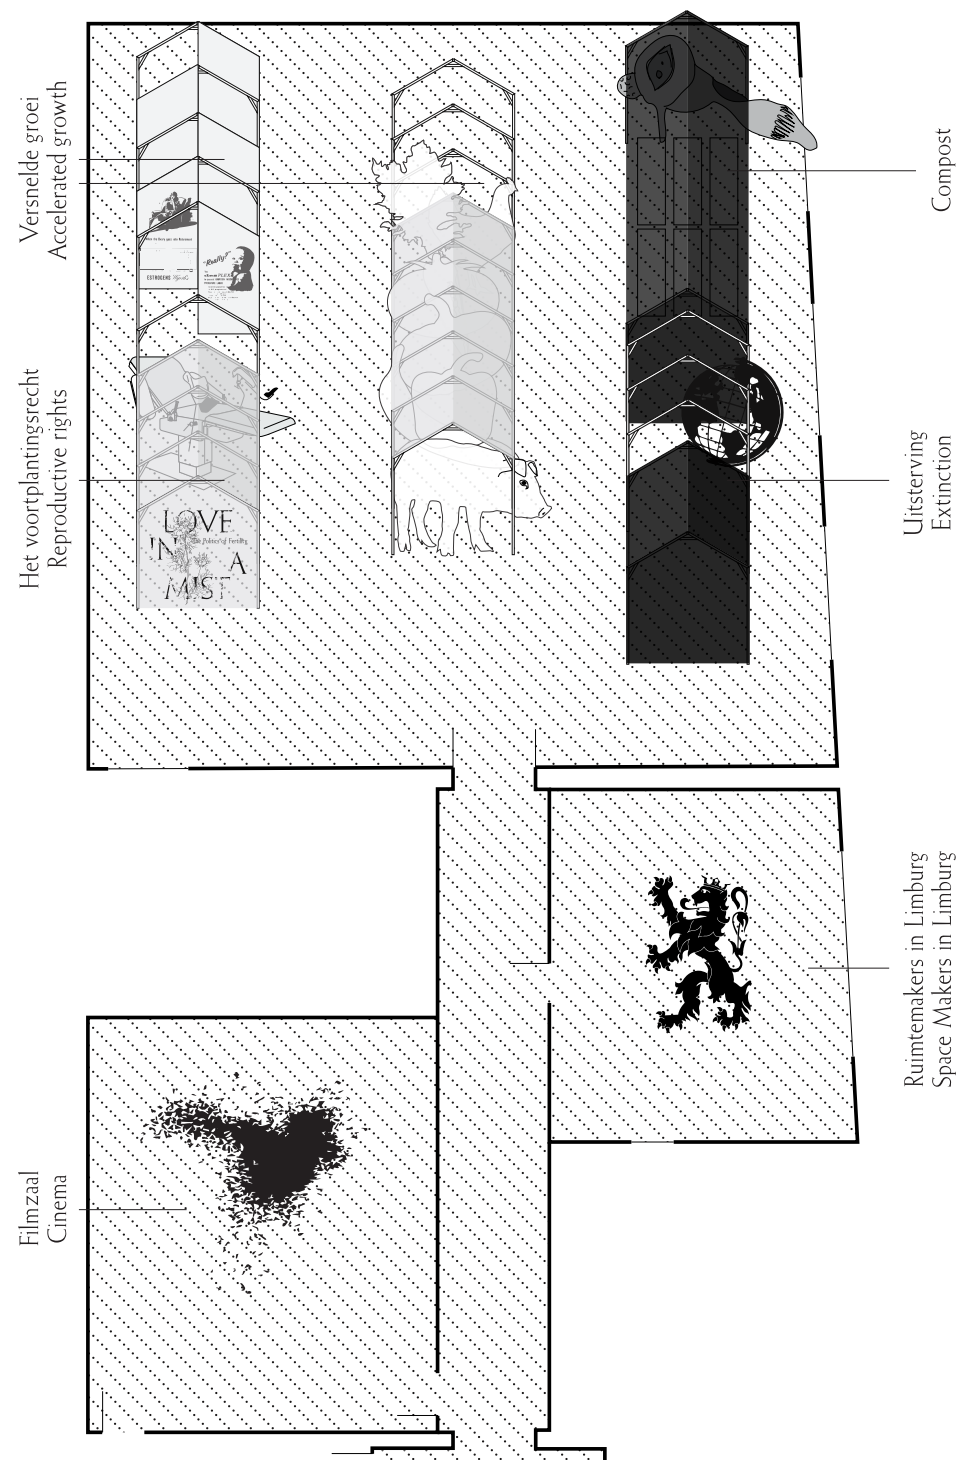 Versnelde groei
Accelerated growth
Compost
ESTROGENS
"Really?"
Het voortplantingsrecht
Reproductive rights
Uitsterving
Extinction
LOVE
IN The Politics of Fertility
A
MIST
Ruimtemakers in Limburg
Space Makers in Limburg
Filmzaal
Cinema